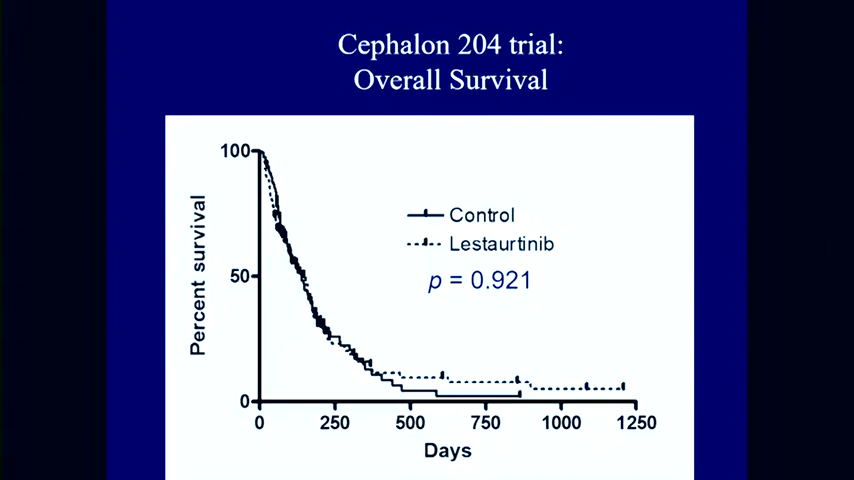 Cephalon 204 trial:
Overall Survival
100
50
0
Percent survival
Control
Lestaurtinib
p = 0.921
0
250
500
750
1000
1250
Days